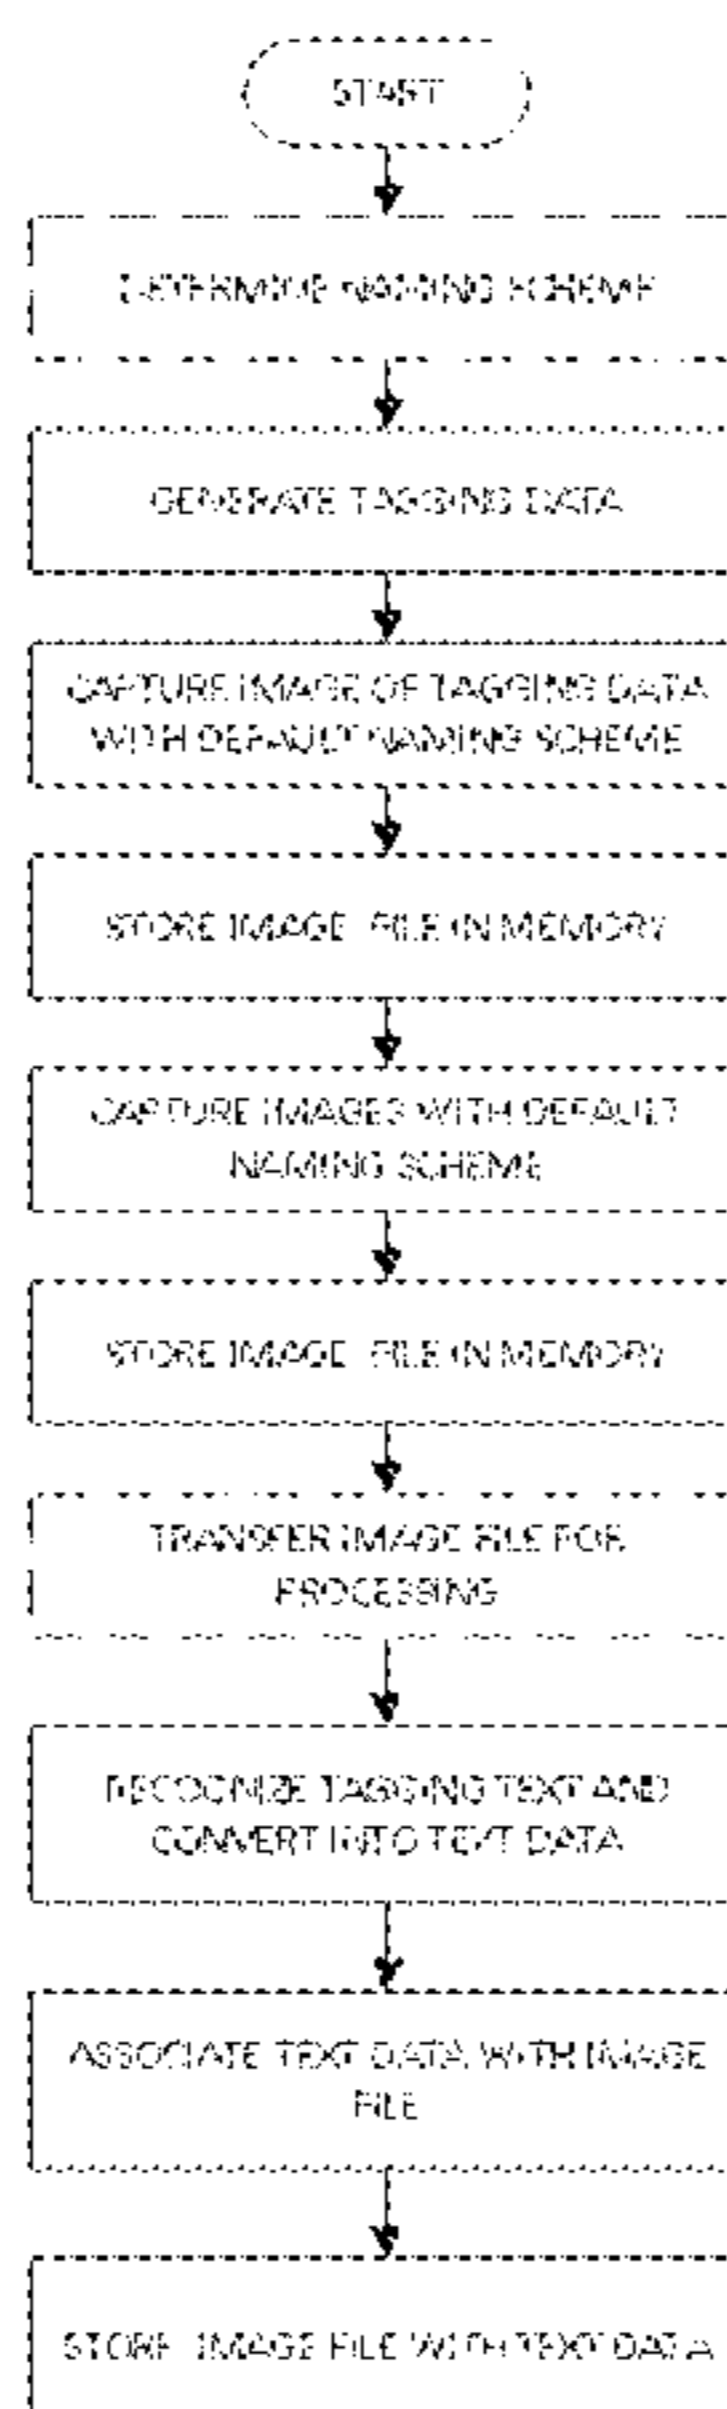 START
DETERMINE NAMING SCHEME
GENERATE TAGGING DATA
CAPTURE IMAGE OF TAGGING DATA
WITH DEFAULT NAMING SCHEME
STORE IMAGE FILE IN MEMORY
CAPTURE IMAGES WITH DEFAULT
NAMING SCHEME
STORE IMAGE FILE IN MEMORY
TRANSFER IMAGE FILE FOR
PROCESSING
RECOGNIZE TAGGING TEXT AND
CONVERT INTO TEXT DATA
ASSOCIATE TEXT DATA WITH IMAGE
FILE
STORE IMAGE FILE WITH TEXT DATA